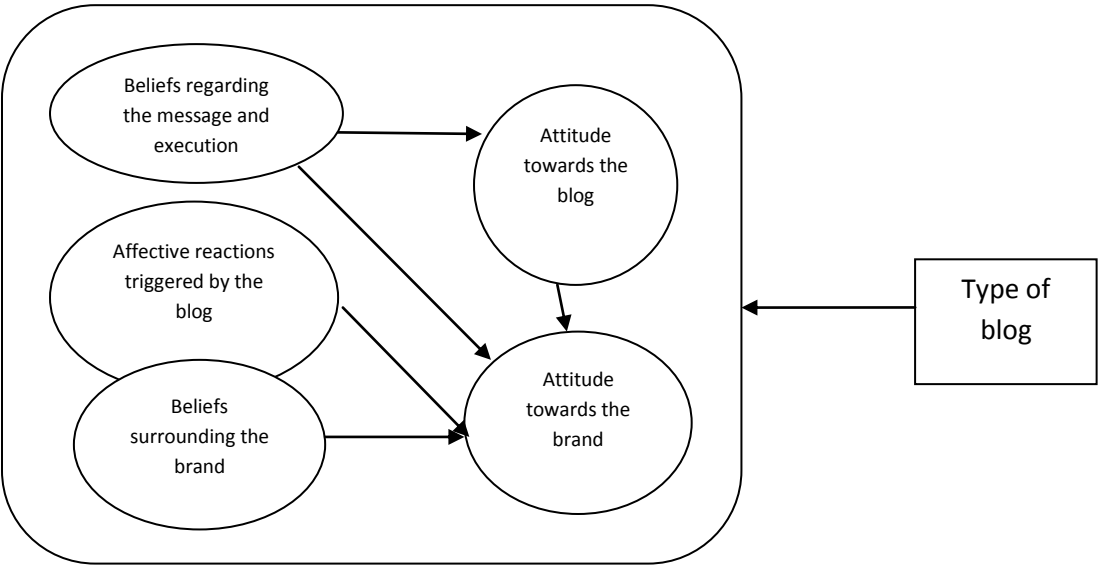 Beliefs regarding
the message and
execution
Attitude
towards the
blog
Affective reactions
triggered by the
blog
Type of
blog
Beliefs
surrounding the
brand
Attitude
towards the
brand